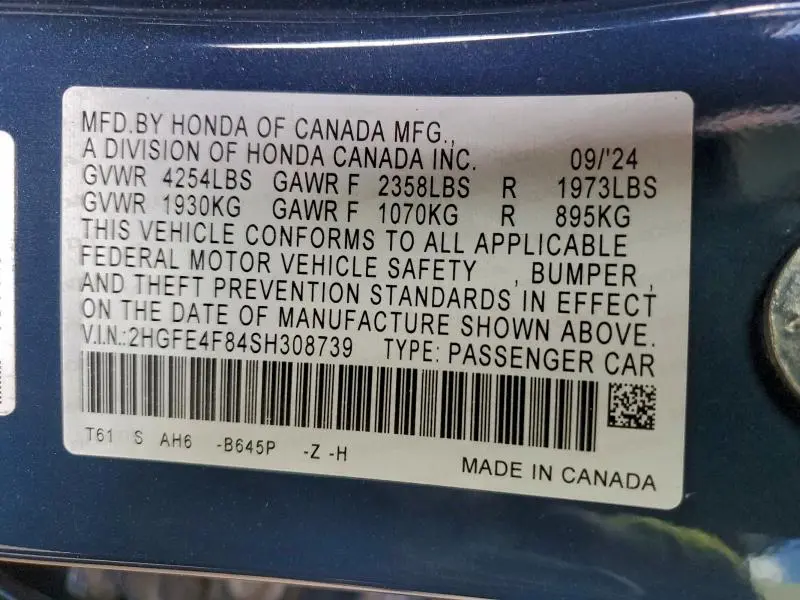 MFD.BY HONDA OF CANADA MFG.,
A DIVISION OF HONDA CANADA INC. 09/'24
GVWR 4254LBS GAWR F 2358LBS R 1973LBS
GVWR 1930KG GAWR F 1070KG R 895KG
THIS VEHICLE CONFORMS TO ALL APPLICABLE
FEDERAL MOTOR VEHICLE SAFETY , BUMPER ,
AND THEFT PREVENTION STANDARDS IN EFFECT
ON THE DATE OF MANUFACTURE SHOWN ABOVE.
V.I.N.:2HGFE4F84SH308739 TYPE: PASSENGER CAR
T61 S AH6 -B645P -Z -H
MADE IN CANADA